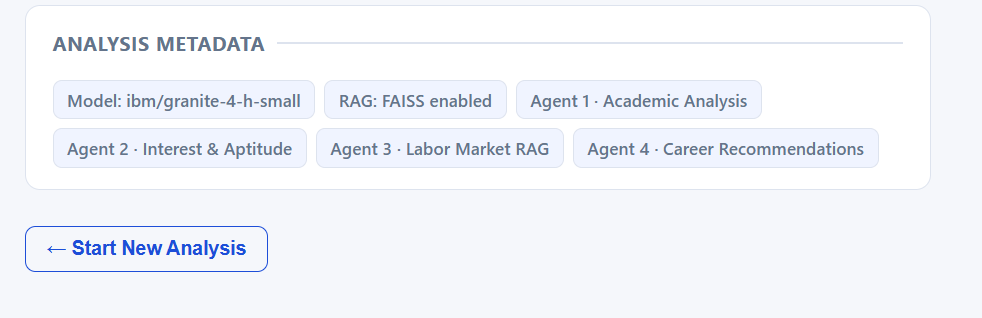 ANALYSIS METADATA
Model: ibm/granite-4-h-small RAG: FAISS enabled Agent 1 · Academic Analysis
Agent 2 · Interest & Aptitude Agent 3 · Labor Market RAG Agent 4 · Career Recommendations
← Start New Analysis